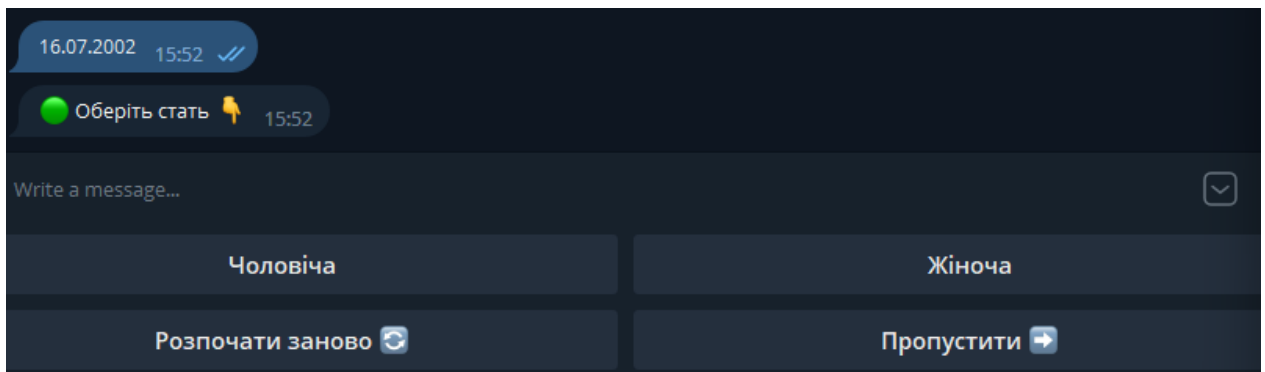 16.07.2002 15:52
🟢 Оберіть стать 👇 15:52
Write a message...
Чоловіча Жіноча
Розпочати заново 🔄 Пропустити ➡️